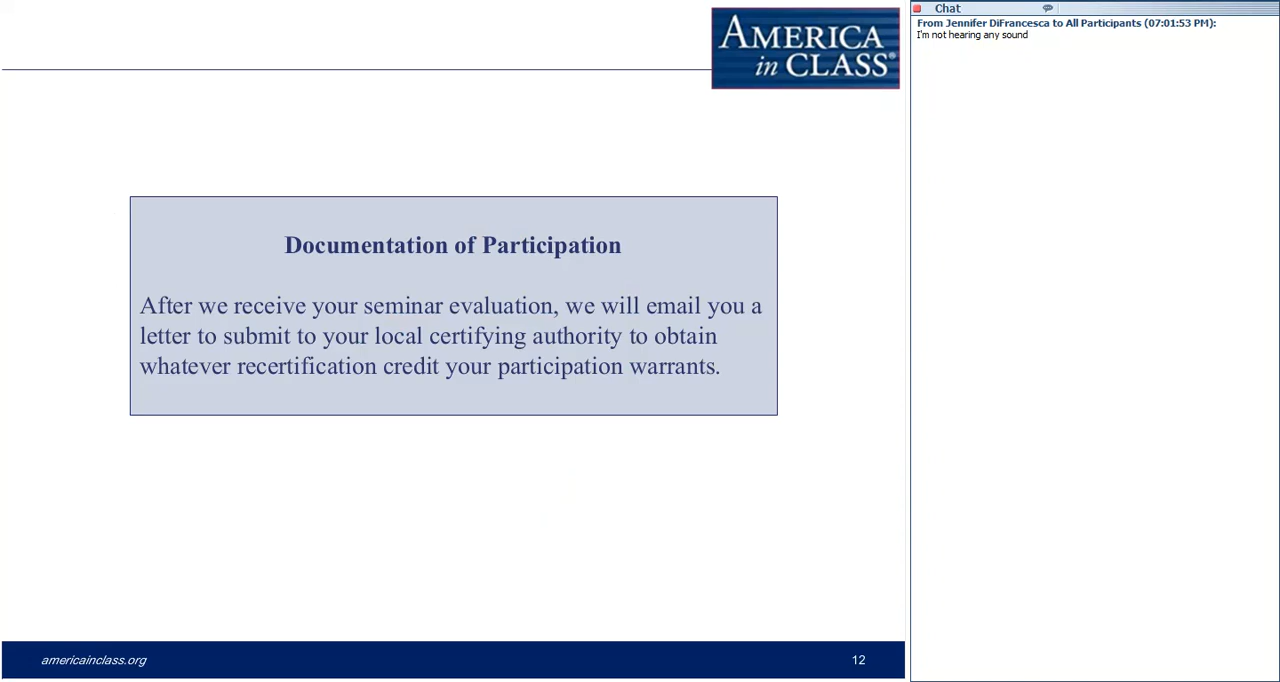 AMERICA
in CLASS®
Documentation of Participation
After we receive your seminar evaluation, we will email you a
letter to submit to your local certifying authority to obtain
whatever recertification credit your participation warrants.
americainclass.org
12
Chat
From Jennifer DiFrancesca to All Participants (07:01:53 PM):
I'm not hearing any sound